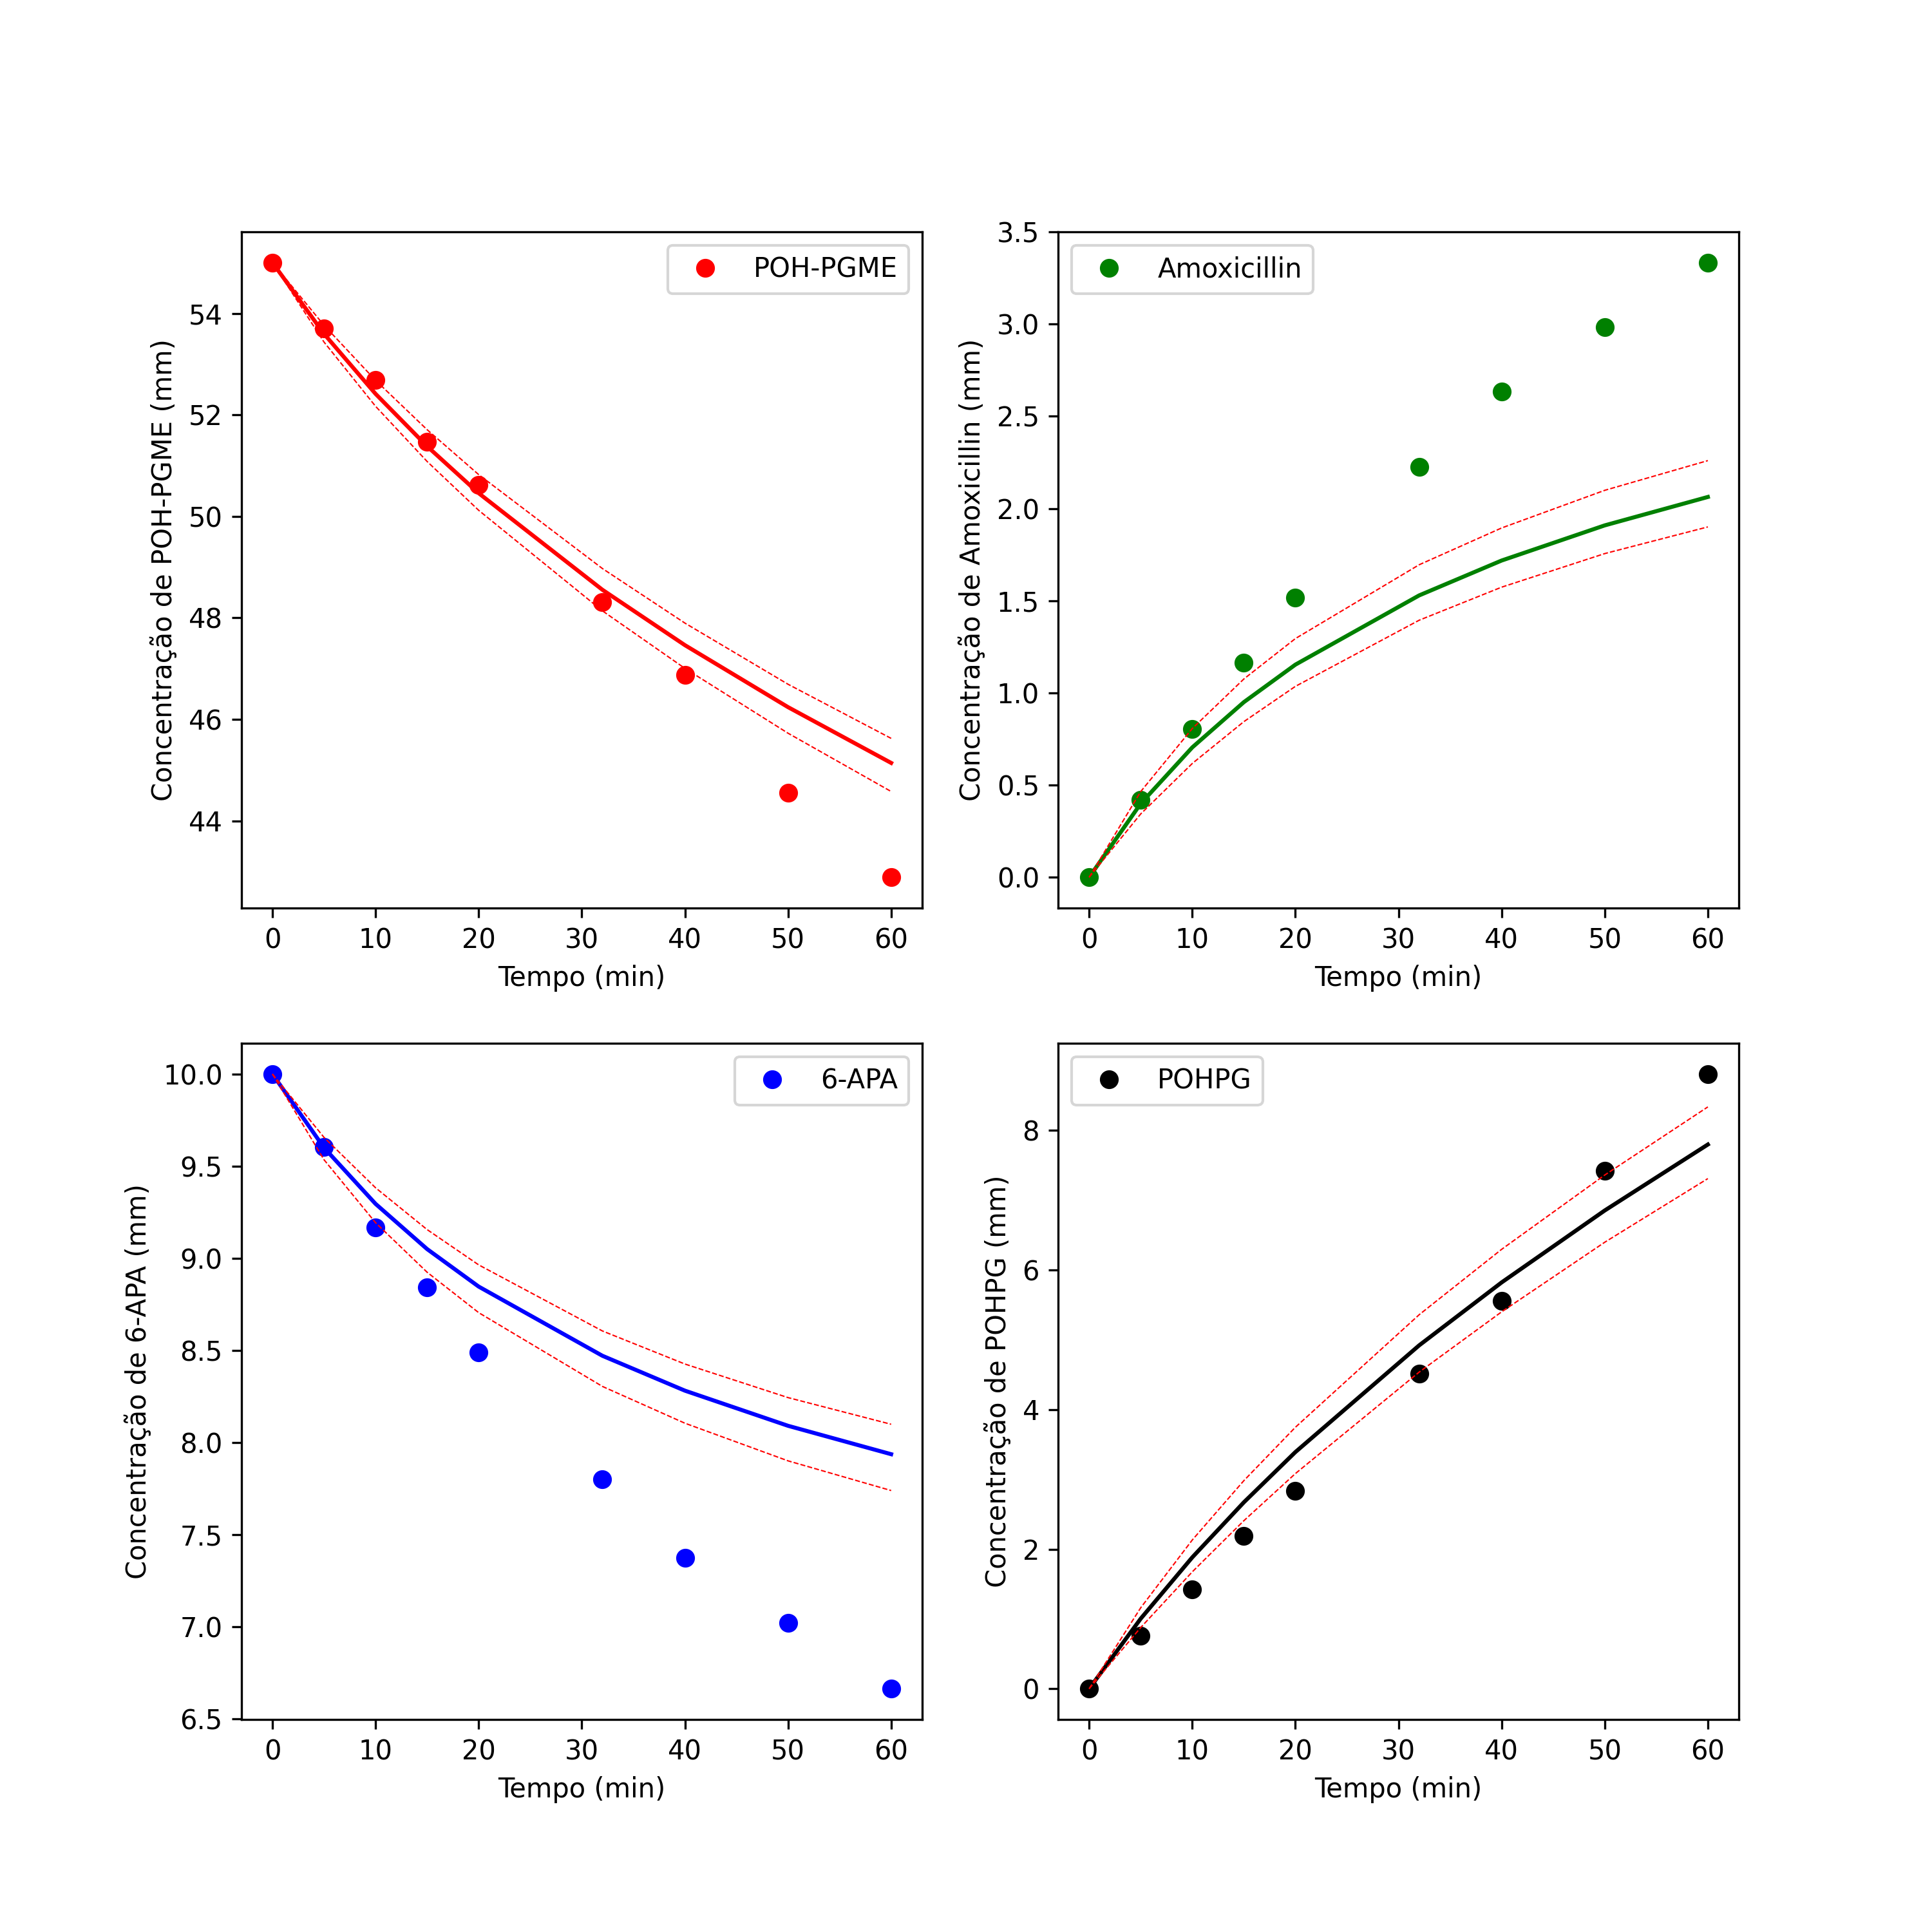 POH-PGME
Concentração de POH-PGME (mm)
54
52
50
48
46
44
0 10 20 30 40 50 60
Tempo (min)
Amoxicillin
Concentração de Amoxicillin (mm)
3.5
3.0
2.5
2.0
1.5
1.0
0.5
0.0
0 10 20 30 40 50 60
Tempo (min)
6-APA
Concentração de 6-APA (mm)
10.0
9.5
9.0
8.5
8.0
7.5
7.0
6.5
0 10 20 30 40 50 60
Tempo (min)
POHPG
Concentração de POHPG (mm)
8
6
4
2
0
0 10 20 30 40 50 60
Tempo (min)